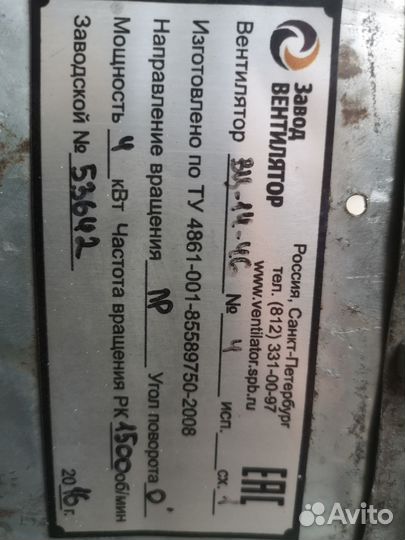 Завод
ВЕНТИЛЯТОР
Россия, Санкт-Петербург
тел. (812) 331-00-97
www.ventilator.spb.ru
Вентилятор ВЦ-14-46 № 4 исп. сх. 1
Изготовлено по ТУ 4861-001-85589750-2008
Направление вращения ПР Угол поворота 0°
Мощность 4 кВт Частота вращения РК 1500 об/мин
Заводской № 53642 2016 г.
EAC
Avito